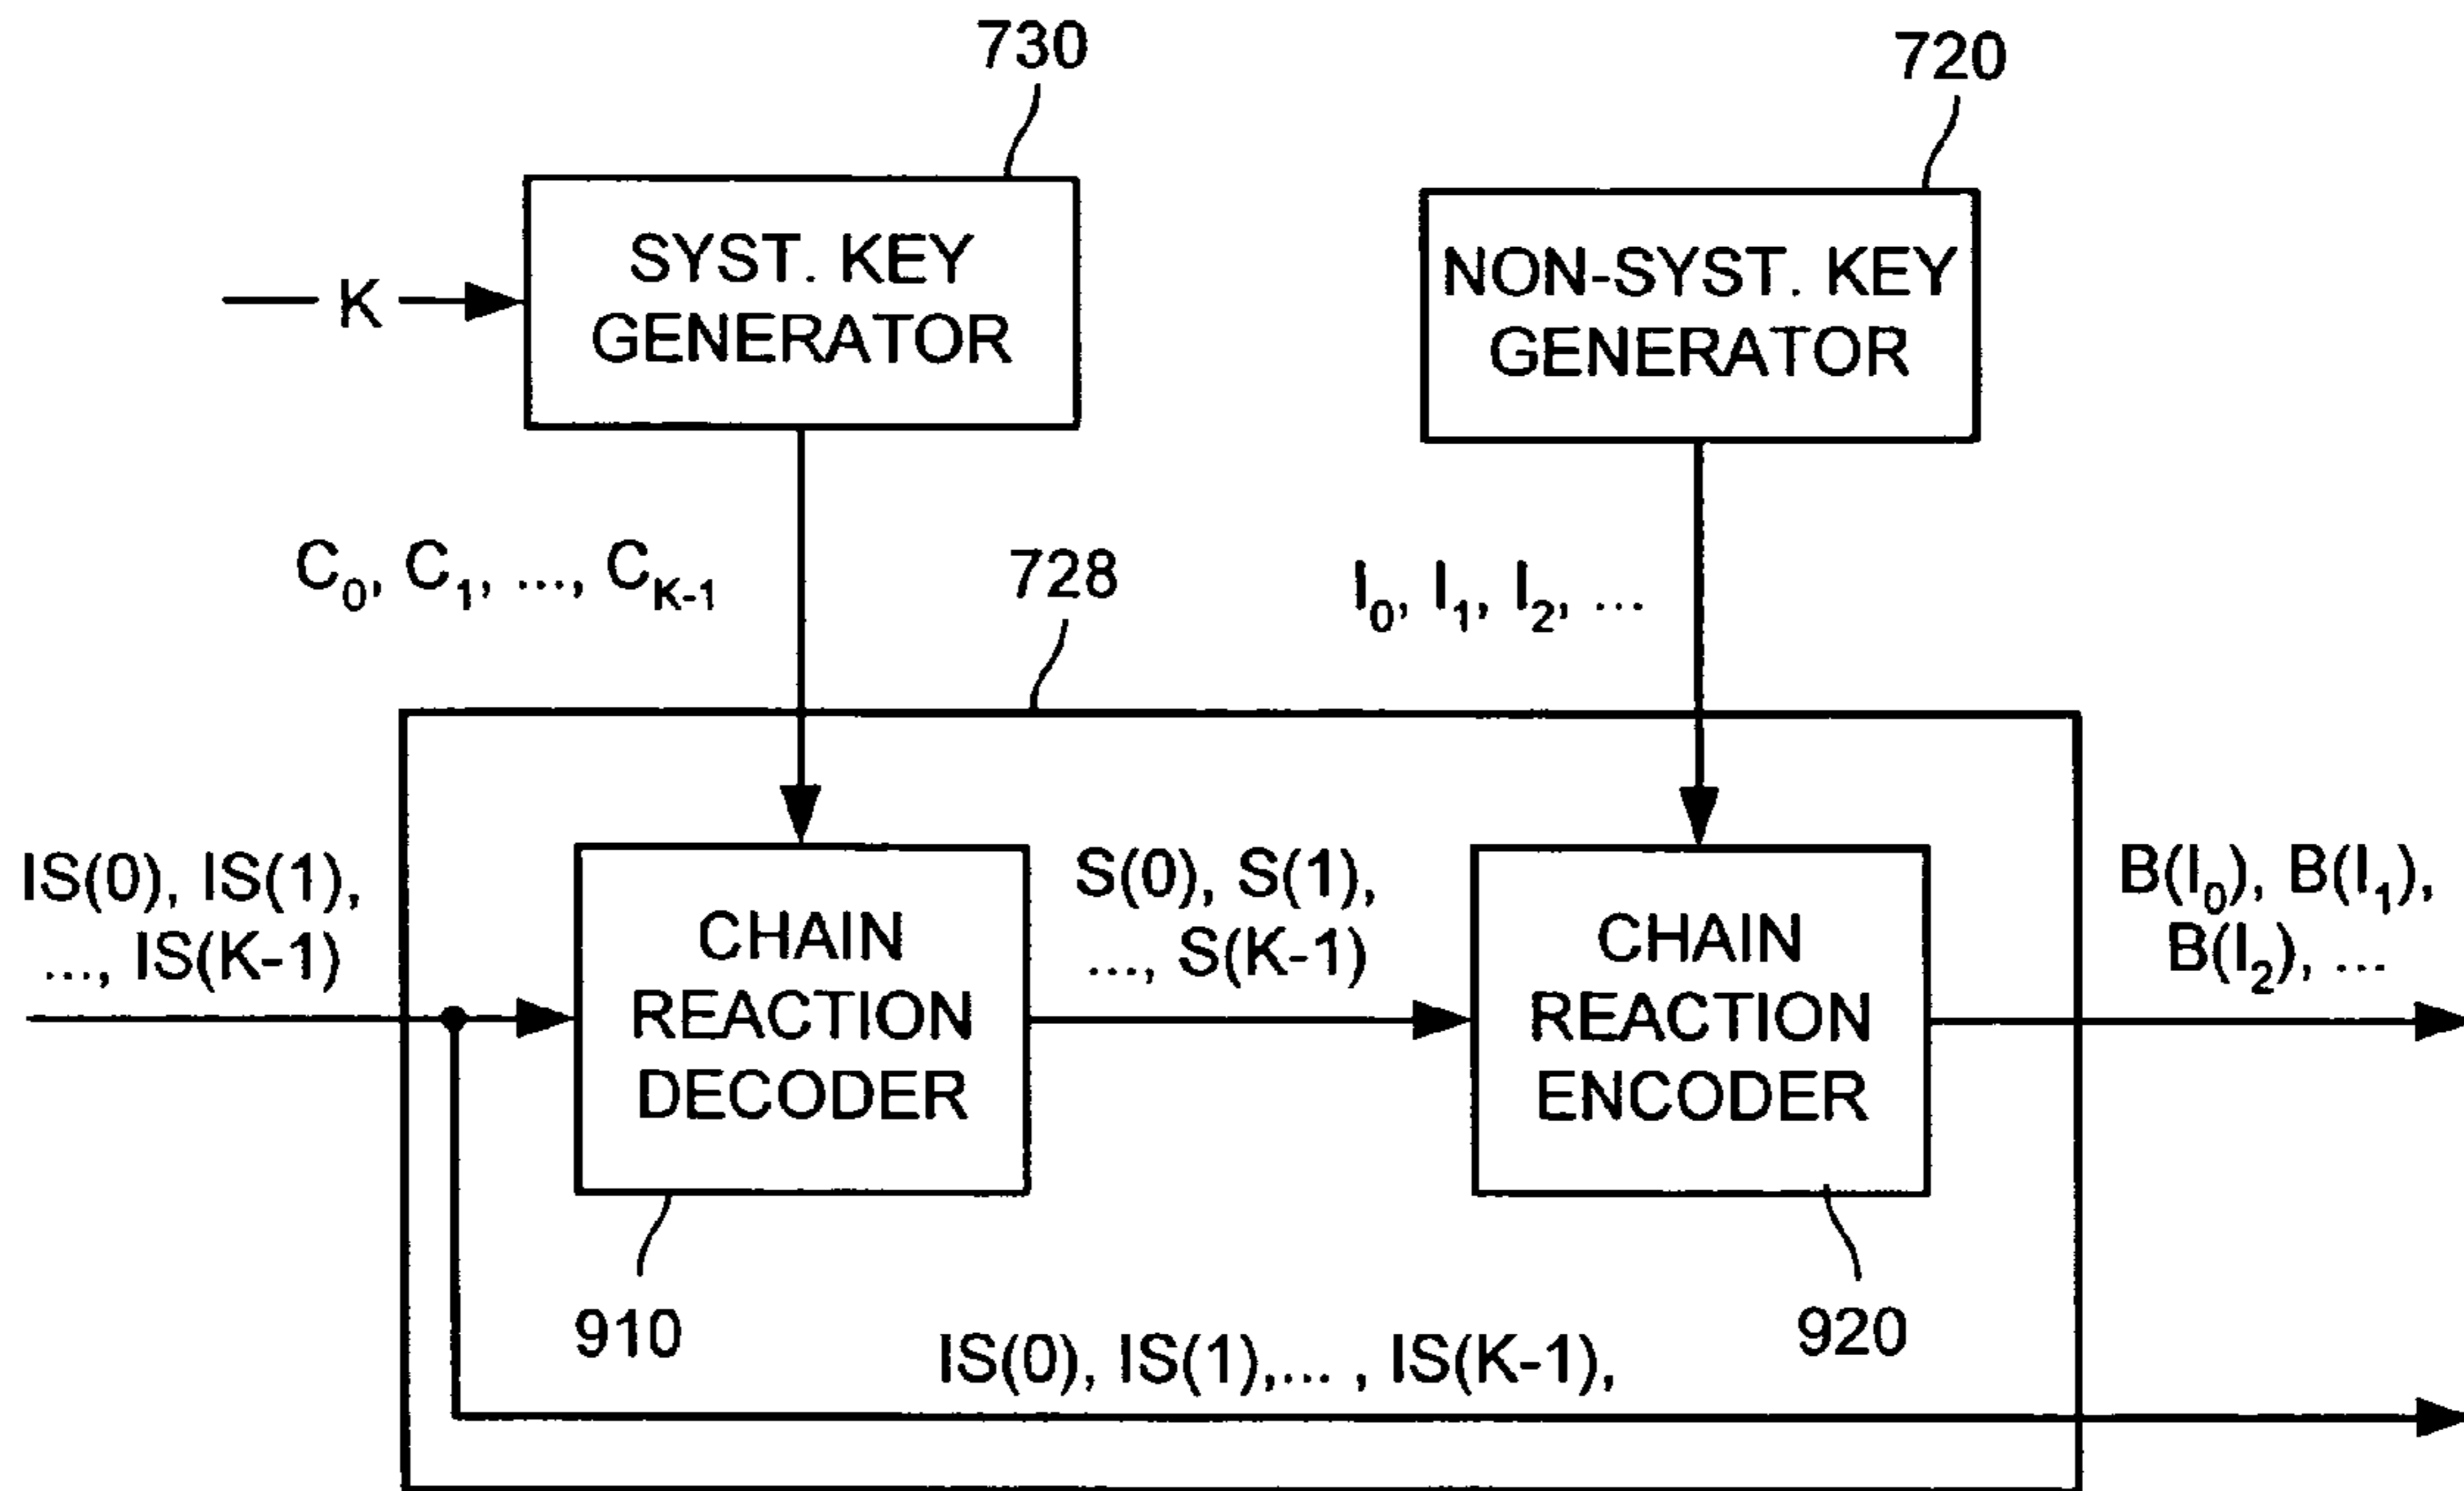 730
720
SYST. KEY
GENERATOR
NON-SYST. KEY
GENERATOR
K
C0, C1, ..., CK-1
728
I0, I1, I2, ...
IS(0), IS(1),
..., IS(K-1)
CHAIN
REACTION
DECODER
S(0), S(1),
..., S(K-1)
CHAIN
REACTION
ENCODER
B(I0), B(I1),
B(I2), ...
910
920
IS(0), IS(1),... , IS(K-1),